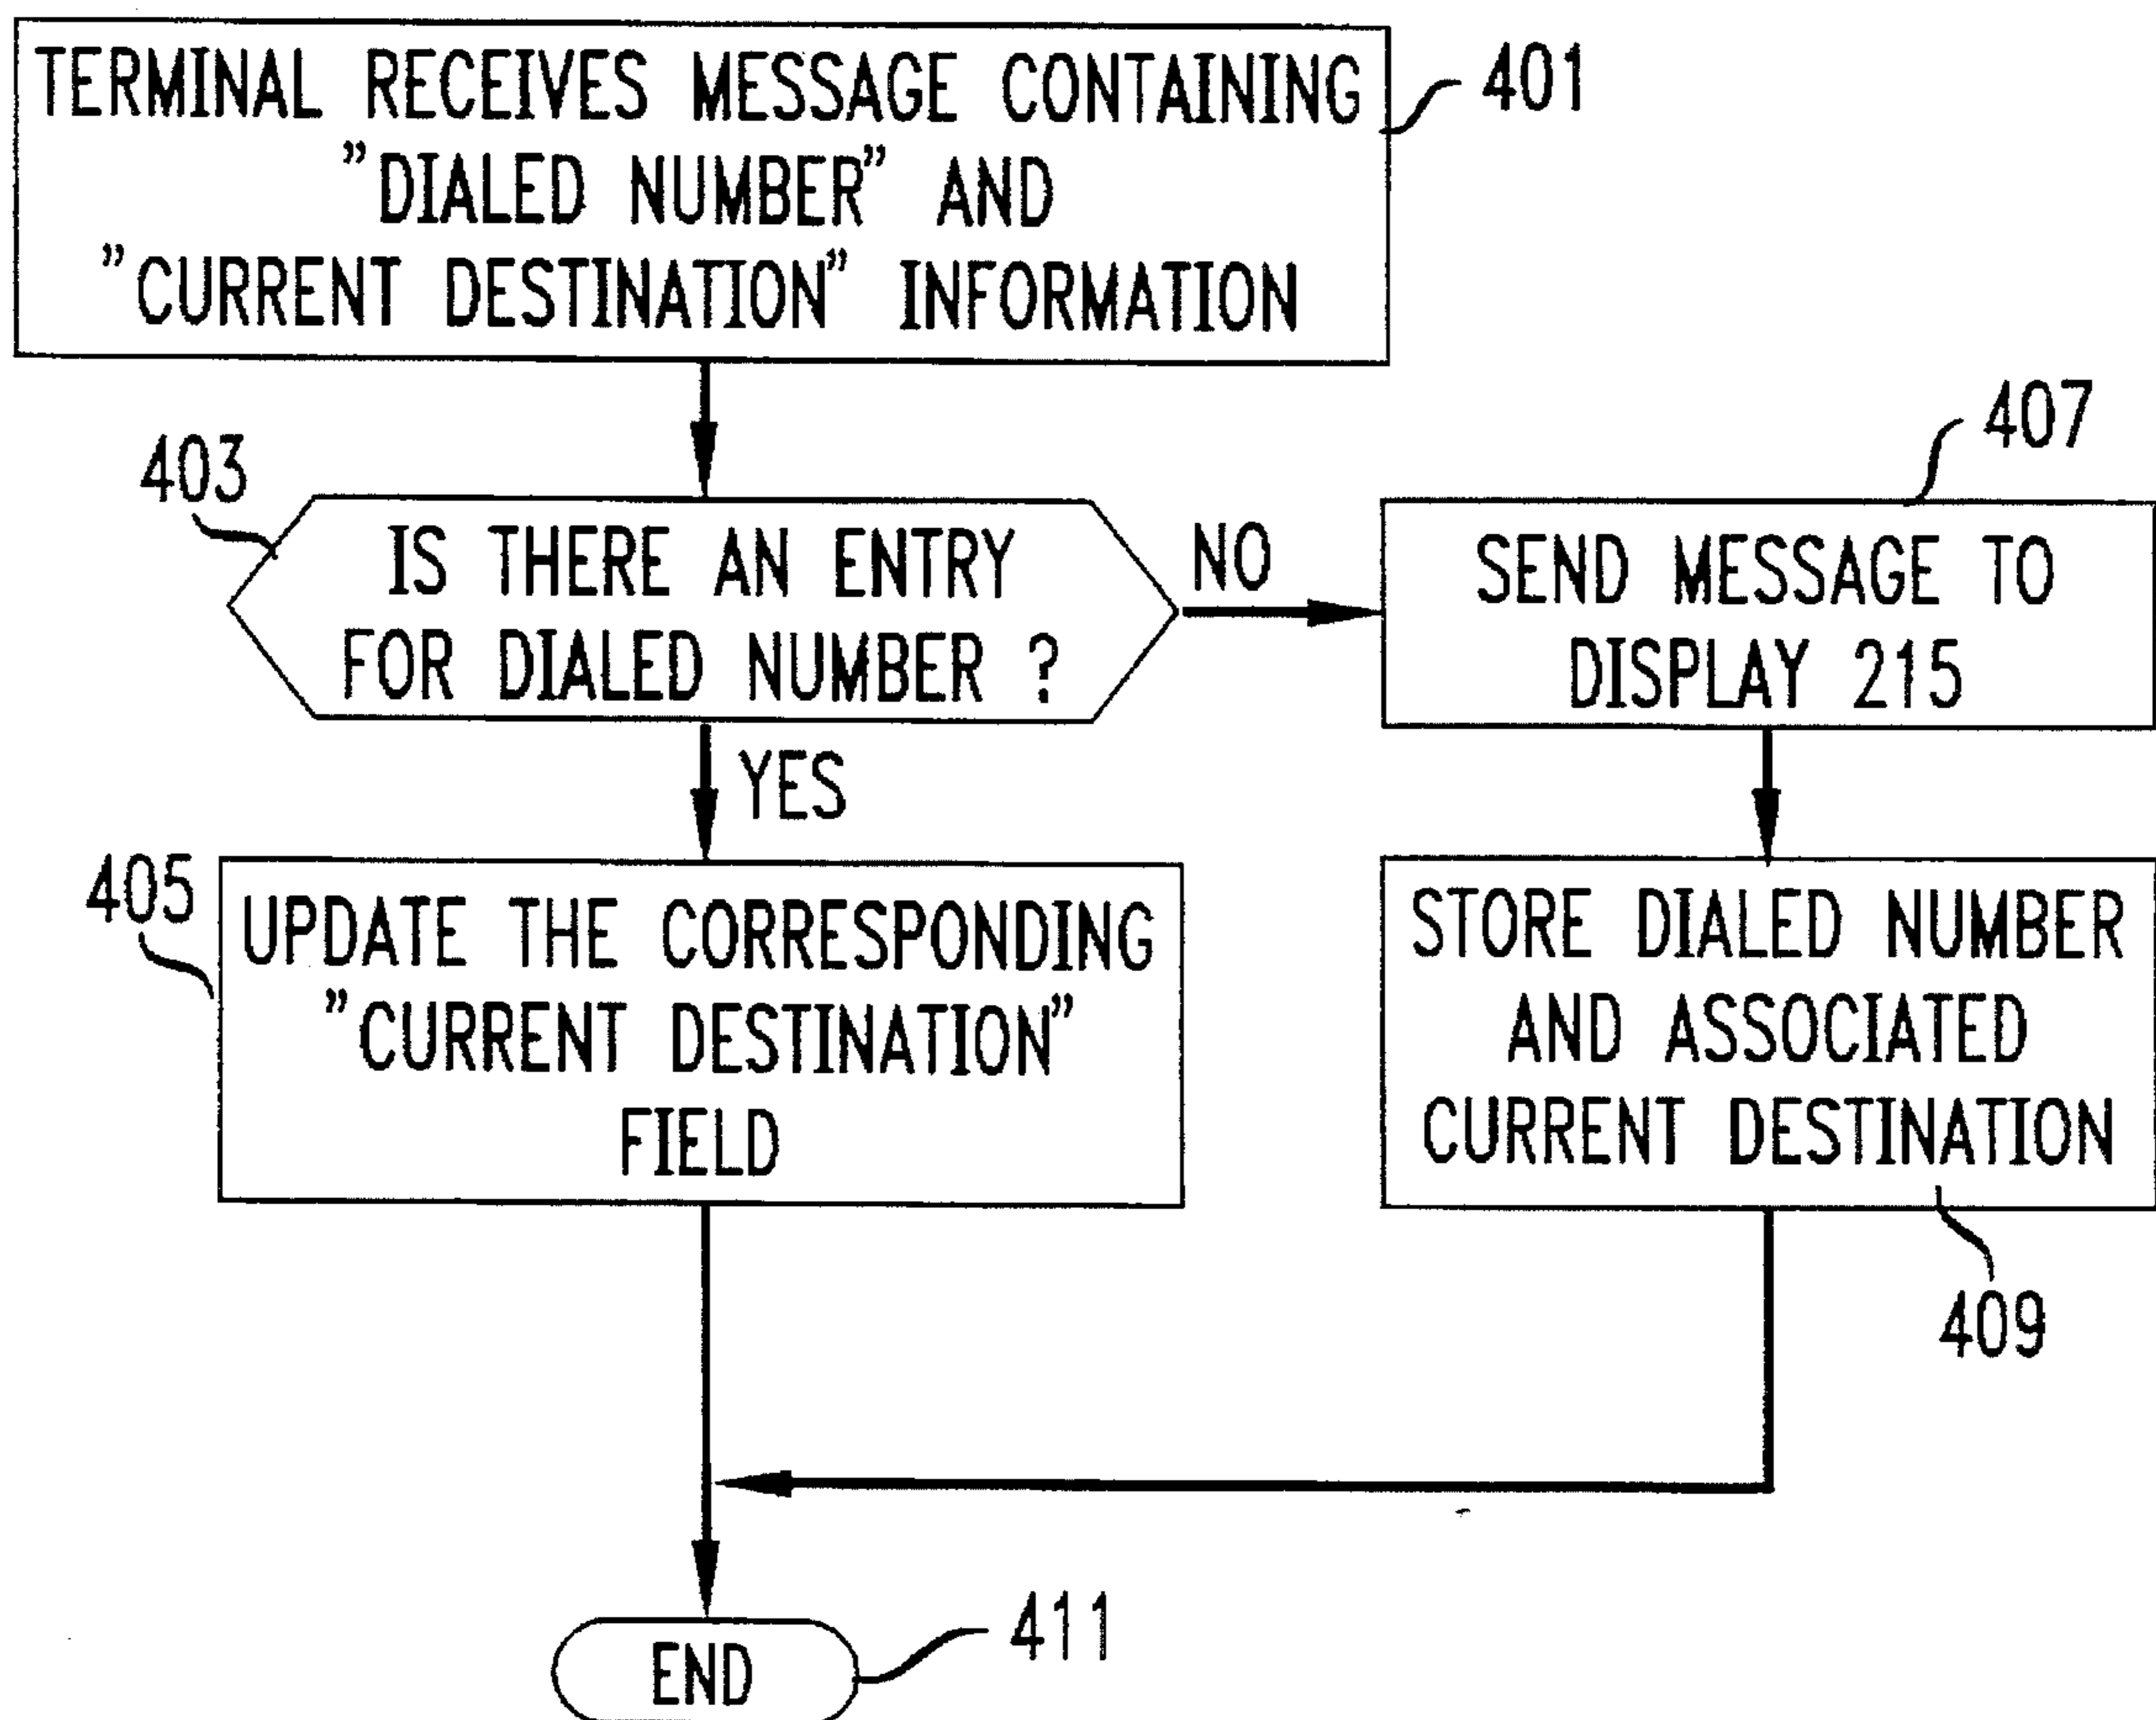 TERMINAL RECEIVES MESSAGE CONTAINING
"DIALED NUMBER" AND
"CURRENT DESTINATION" INFORMATION
401
403
IS THERE AN ENTRY
FOR DIALED NUMBER ?
NO
407
SEND MESSAGE TO
DISPLAY 215
YES
405
UPDATE THE CORRESPONDING
"CURRENT DESTINATION"
FIELD
STORE DIALED NUMBER
AND ASSOCIATED
CURRENT DESTINATION
409
END
411